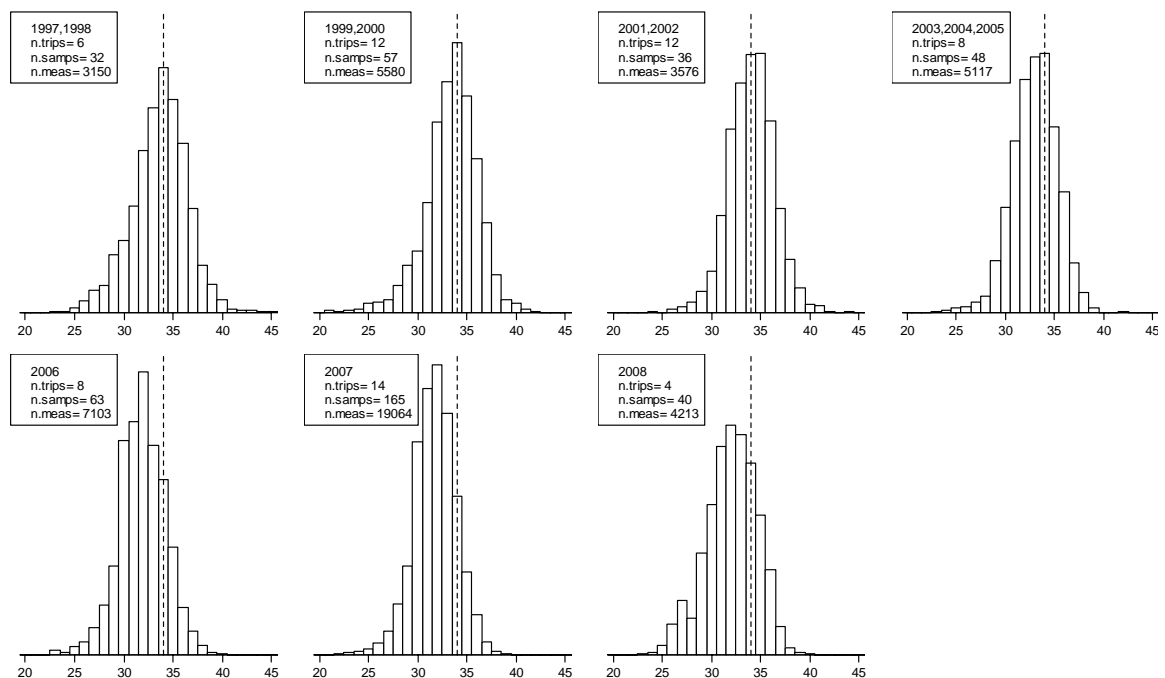 1997,1998
n.trips= 6
n.samps= 32
n.meas= 3150
1999,2000
n.trips= 12
n.samps= 57
n.meas= 5580
2001,2002
n.trips= 12
n.samps= 36
n.meas= 3576
2003,2004,2005
n.trips= 8
n.samps= 48
n.meas= 5117
20 25 30 35 40 45
20 25 30 35 40 45
20 25 30 35 40 45
20 25 30 35 40 45
2006
n.trips= 8
n.samps= 63
n.meas= 7103
2007
n.trips= 14
n.samps= 165
n.meas= 19064
2008
n.trips= 4
n.samps= 40
n.meas= 4213
20 25 30 35 40 45
20 25 30 35 40 45
20 25 30 35 40 45